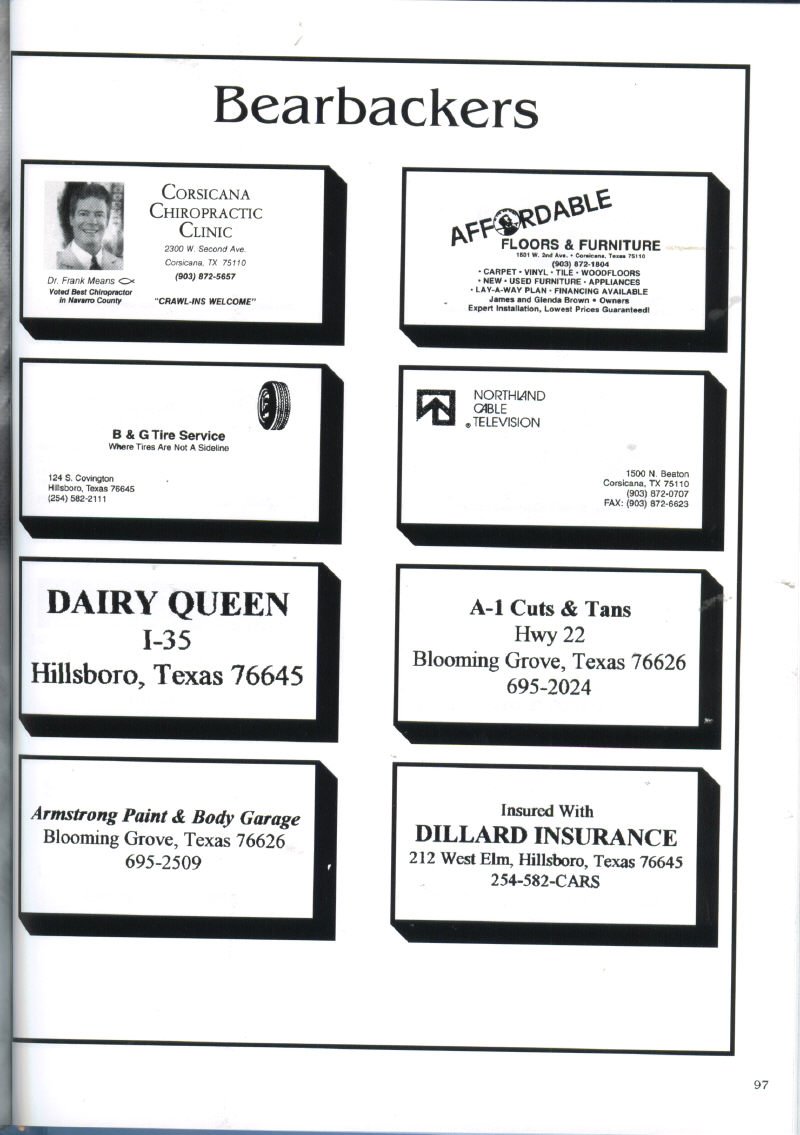 Bearbackers
CORSICANA
CHIROPRACTIC
CLINIC
2300 W. Second Ave.
Corsicana, TX 75110
(903) 872-5657
Dr. Frank Means
Voted Best Chiropractor
in Navarro County
"CRAWL-INS WELCOME"
AFFORDABLE
FLOORS & FURNITURE
1501 W. 2nd Ave. • Corsicana, Texas 75110
(903) 872-1804
· CARPET · VINYL · TILE · WOODFLOORS
· NEW · USED FURNITURE · APPLIANCES
· LAY-A-WAY PLAN · FINANCING AVAILABLE
James and Glenda Brown • Owners
Expert Installation, Lowest Prices Guaranteed!
B & G Tire Service
Where Tires Are Not A Sideline
124 S. Covington
Hillsboro, Texas 76645
(254) 582-2111
NORTHLAND
CABLE
® TELEVISION
1500 N. Beaton
Corsicana, TX 75110
(903) 872-0707
FAX: (903) 872-6623
DAIRY QUEEN
I-35
Hillsboro, Texas 76645
A-1 Cuts & Tans
Hwy 22
Blooming Grove, Texas 76626
695-2024
Armstrong Paint & Body Garage
Blooming Grove, Texas 76626
695-2509
Insured With
DILLARD INSURANCE
212 West Elm, Hillsboro, Texas 76645
254-582-CARS
97